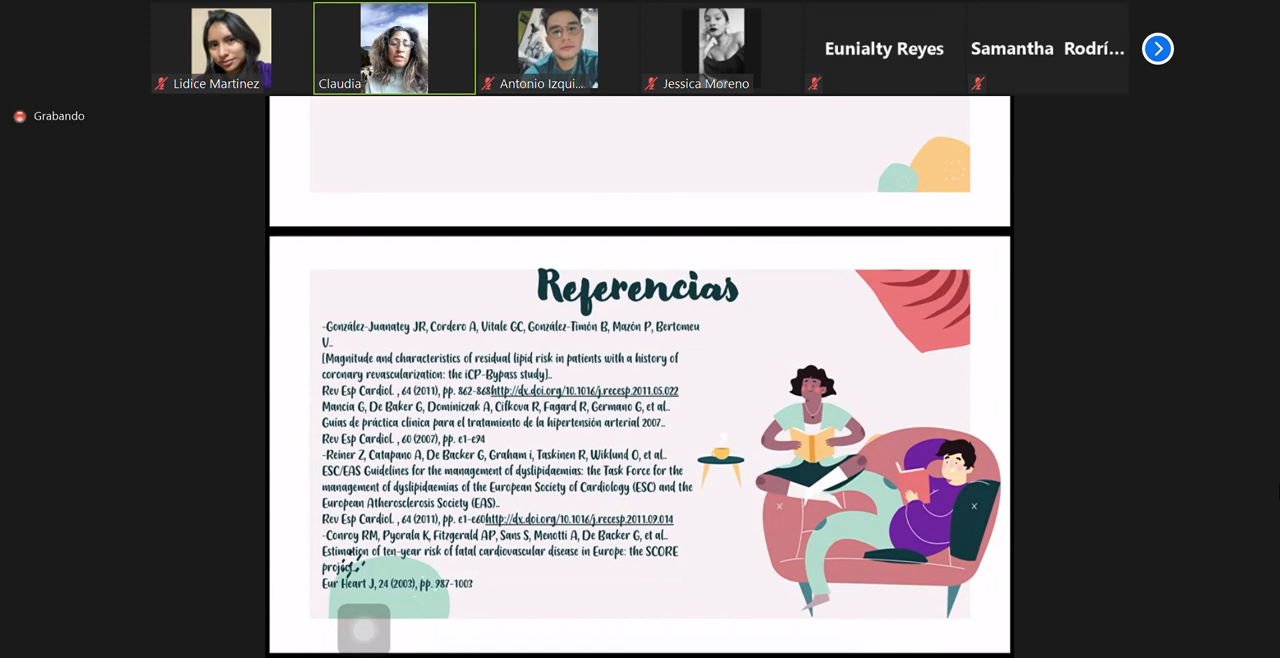 Lidice Martinez
Claudia
Antonio Izqui...
Jessica Moreno
Eunialty Reyes
Samantha Rodrí...
Grabando
Referencias
-González-Juanatey JR, Cordero A, Vitale GC, González-Timón B, Mazón P, Bertomeu
V..
[Magnitude and characteristics of residual lipid risk in patients with a history of
coronary revascularization: the iCP-Bypass study]..
Rev Esp Cardiol. , 64 (2011), pp. 862-868http://dx.doi.org/10.1016/j.recesp.2011.05.022
Mancia G, De Baker G, Dominiczak A, Cifkova R, Fagard R, Germano G, et al..
Guías de práctica clínica para el tratamiento de la hipertensión arterial 2007..
Rev Esp Cardiol. , 60 (2007), pp. e1-e94
-Reiner Z, Catapano A, De Backer G, Graham i, Taskinen R, Wiklund O, et al..
ESC/EAS Guidelines for the management of dyslipidaemias: the Task Force for the
management of dyslipidaemias of the European Society of Cardiology (ESC) and the
European Atherosclerosis Society (EAS)..
Rev Esp Cardiol. , 64 (2011), pp. e1-e60http://dx.doi.org/10.1016/j.recesp.2011.09.014
-Conroy RM, Pyorala K, Fitzgerald AP, Sans S, Menotti A, De Backer G, et al..
Estimation of ten-year risk of fatal cardiovascular disease in Europe: the SCORE
project..
Eur Heart J, 24 (2003), pp. 987-1003